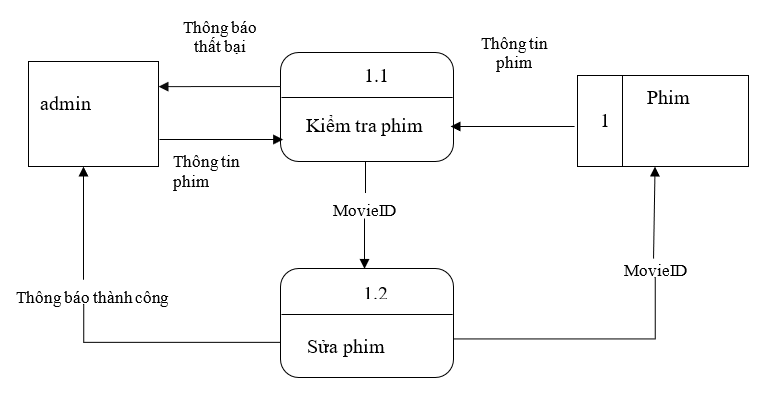 Thông báo
thất bại
Thông tin
phim
1.1
admin
Kiểm tra phim
1
Phim
Thông tin
phim
MovieID
MovieID
Thông báo thành công
1.2
Sửa phim